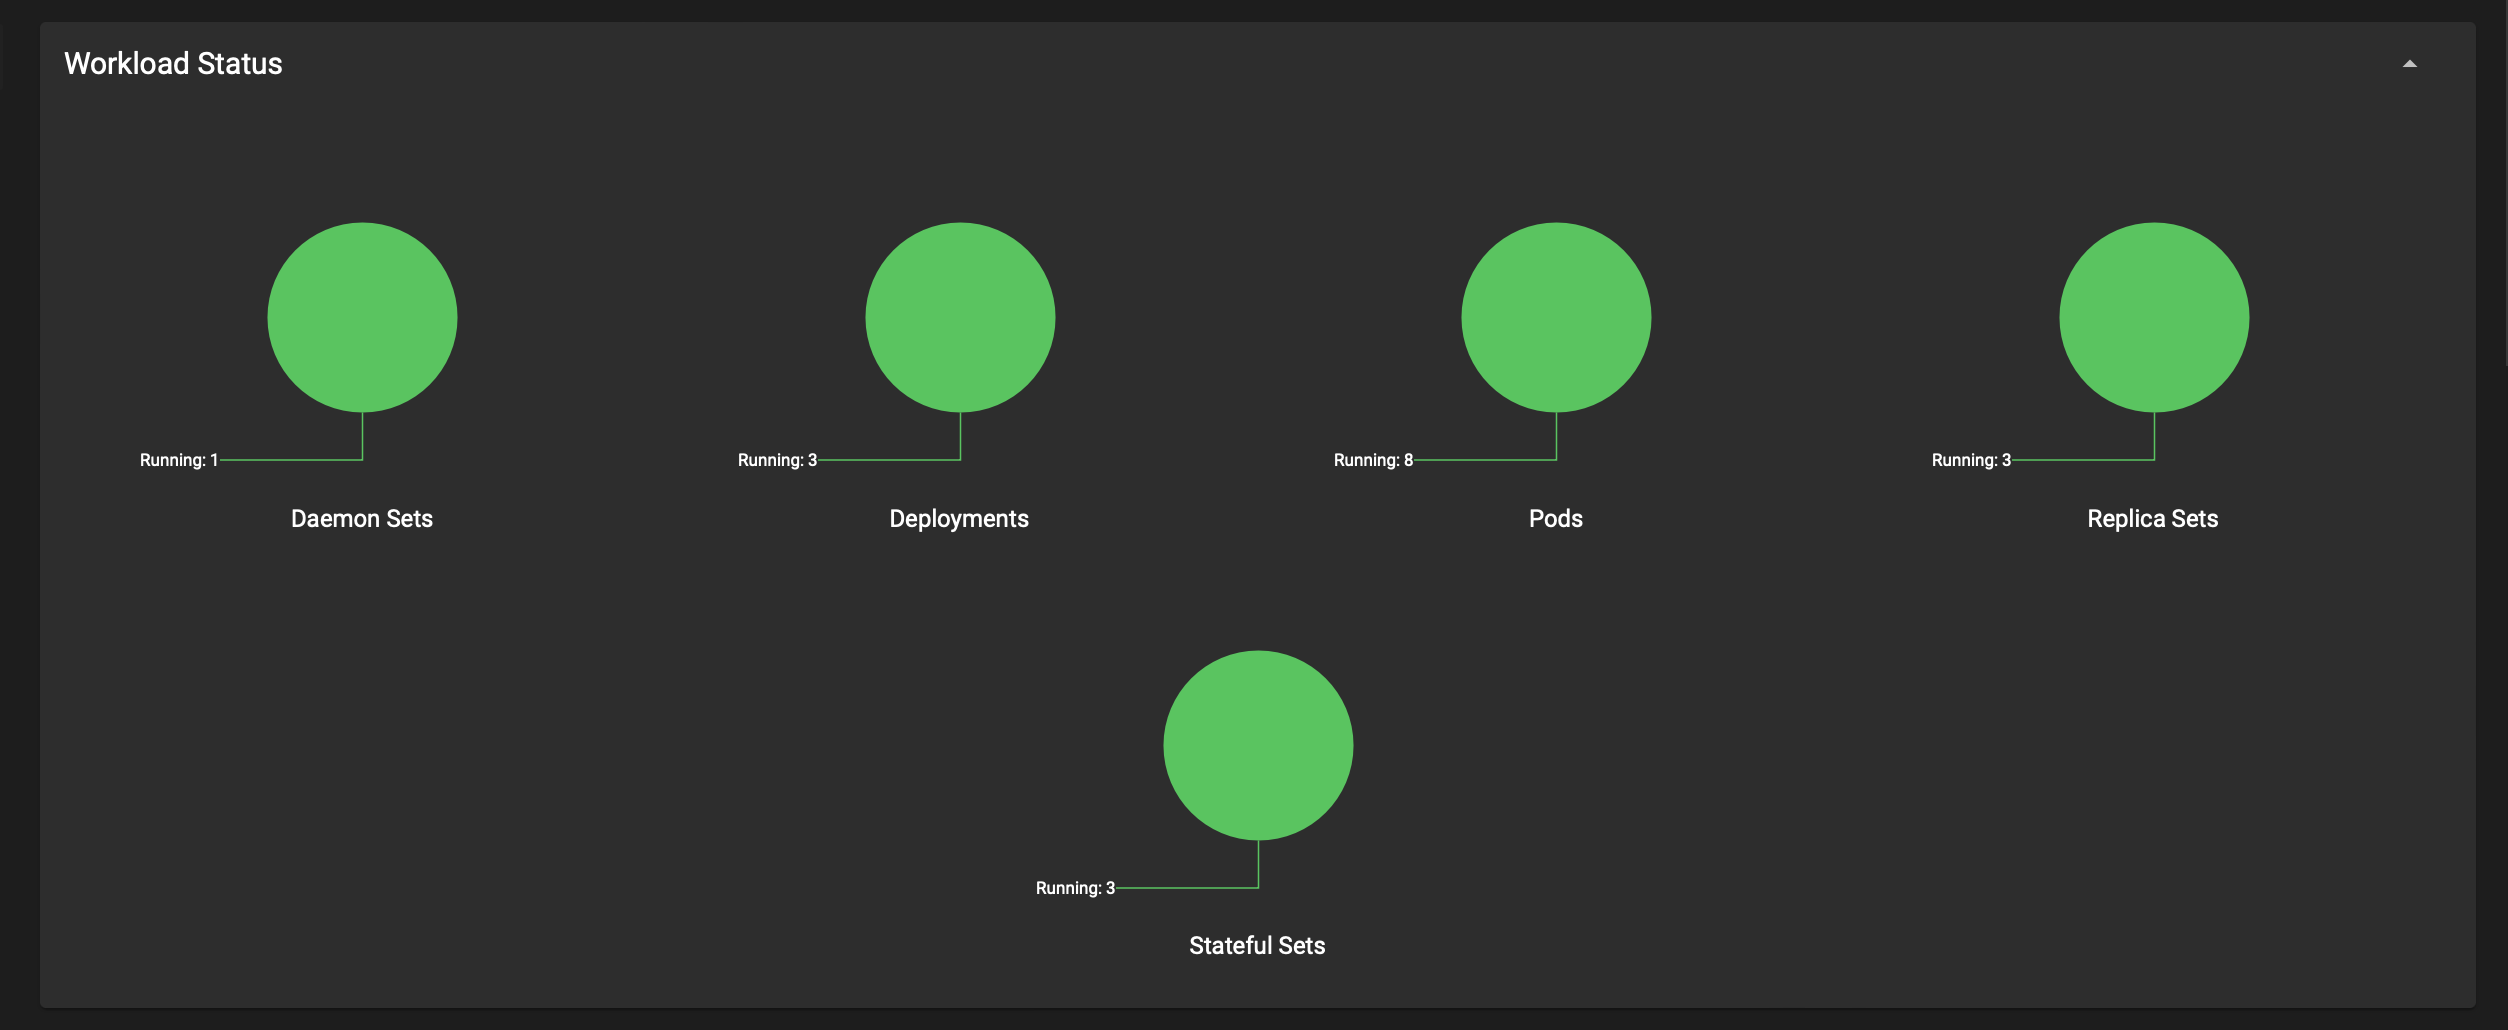 Workload Status
Running: 1
Running: 3
Running: 8
Running: 3
Daemon Sets
Deployments
Pods
Replica Sets
Running: 3
Stateful Sets